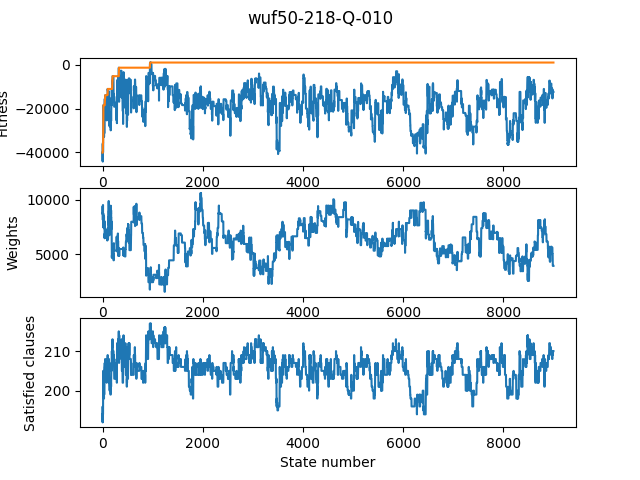 wuf50-218-Q-010
Fitness
0
−20000
−40000
0 2000 4000 6000 8000
Weights
10000
5000
0 2000 4000 6000 8000
Satisfied clauses
210
200
0 2000 4000 6000 8000
State number